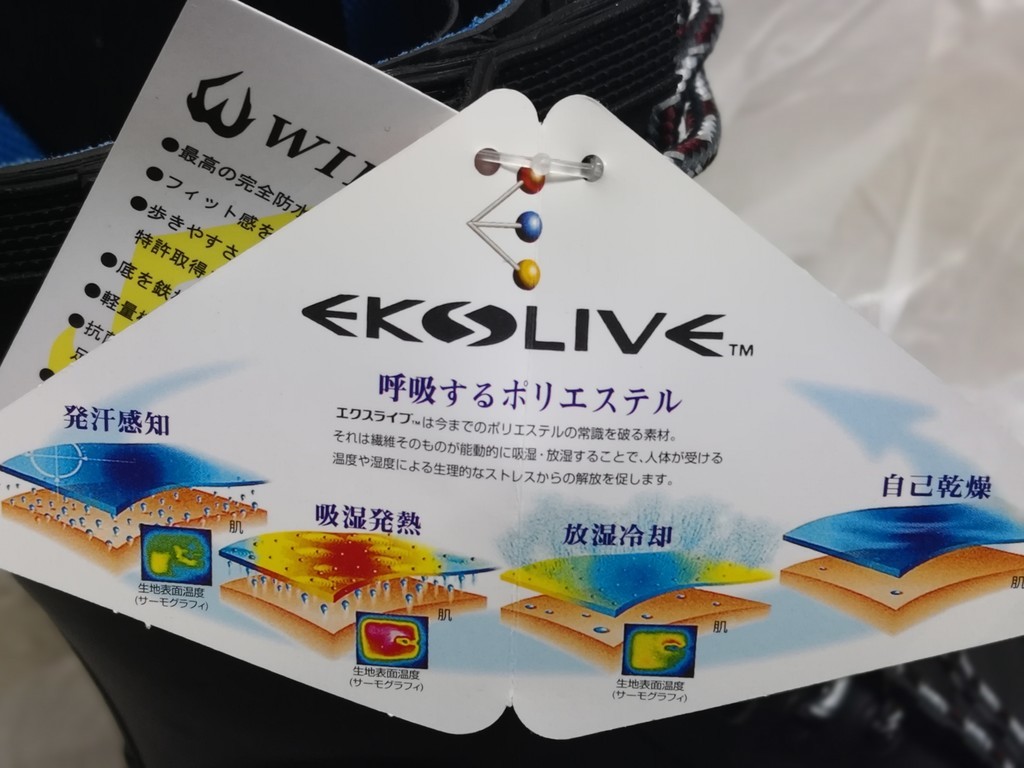 WI
●最高の完全防水
●フィット感を
●歩きやすさ
特許取得
●底を鉄
●軽量
●抗菌
EKSLIVE™
呼吸するポリエステル
エクスライブ™は今までのポリエステルの常識を破る素材。
それは繊維そのものが能動的に吸湿・放湿することで、人体が受ける
温度や湿度による生理的なストレスからの解放を促します。
発汗感知
肌
生地表面温度
(サーモグラフィ)
吸湿発熱
肌
生地表面温度
(サーモグラフィ)
放湿冷却
肌
生地表面温度
(サーモグラフィ)
自己乾燥
肌